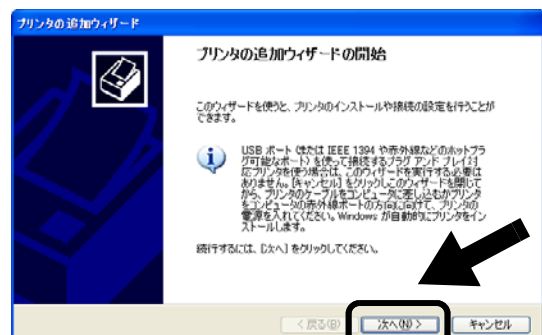 プリンタの追加ウィザード
プリンタの追加ウィザードの開始
このウィザードを使うと、プリンタのインストールや接続の設定を行うことが
できます。
USB ポート (または IEEE 1394 や赤外線などのホットプラ
グ可能なポート) を使って接続するプラグ アンド プレイ対
応プリンタを使う場合は、このウィザードを実行する必要は
ありません。[キャンセル] をクリックしこのウィザードを閉じて
から、プリンタのケーブルをコンピュータに差し込むかプリンタ
をコンピュータの赤外線ポートの方向に向けて、プリンタの
電源を入れてください。Windows が自動的にプリンタをイン
ストールします。
続行するには、[次へ] をクリックしてください。
< 戻る(B)
次へ(N) >
キャンセル